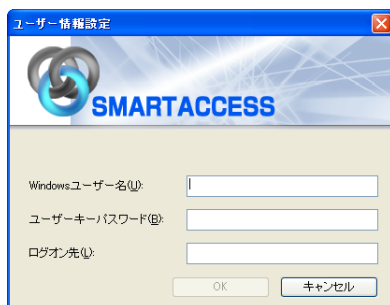 ユーザー情報設定
SMARTACCESS
Windowsユーザー名(U):
ユーザーキーパスワード(B):
ログオン先(L):
OK キャンセル